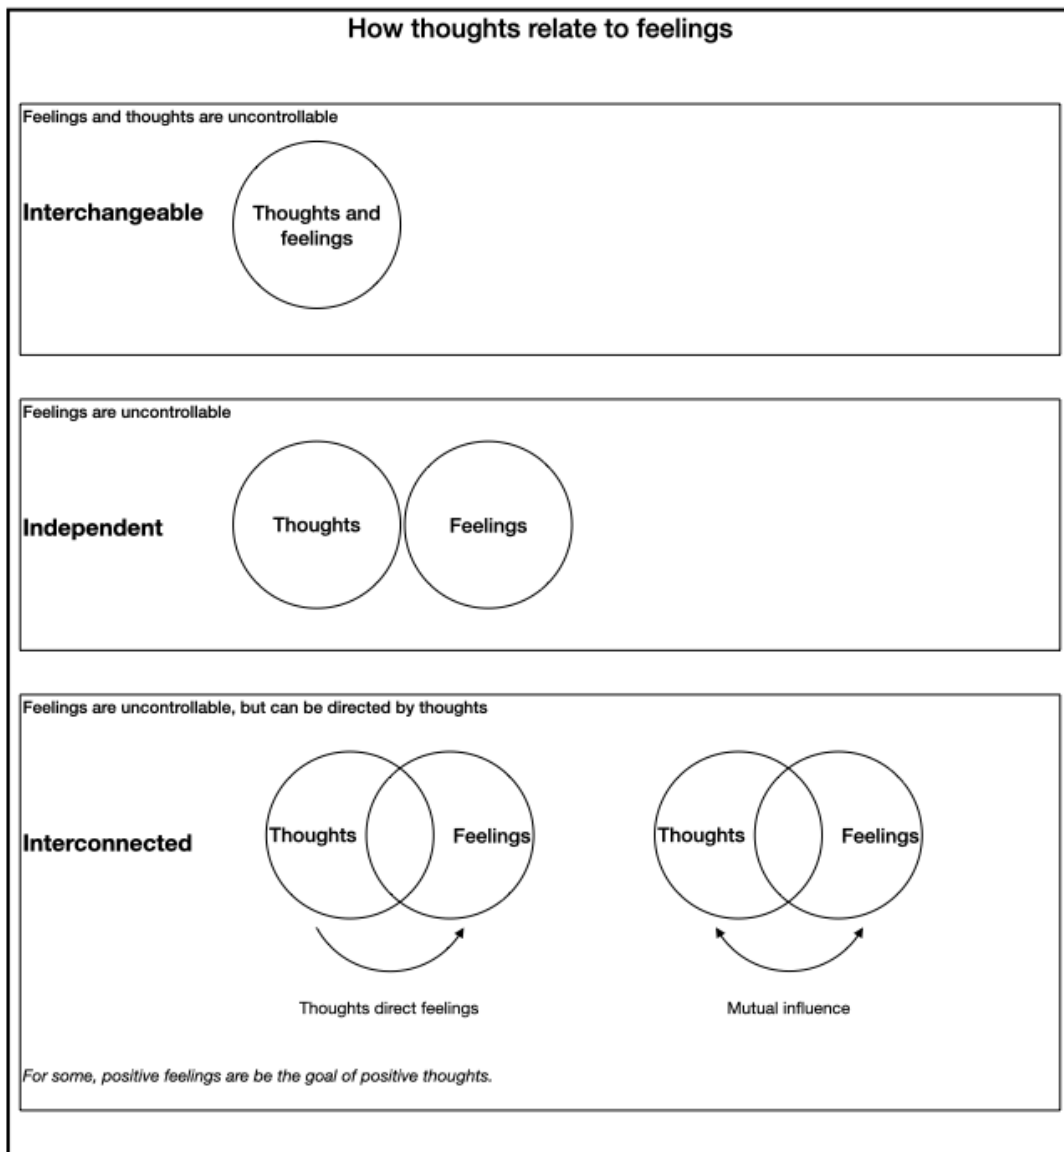 How thoughts relate to feelings
Feelings and thoughts are uncontrollable
Interchangeable
Thoughts and
feelings
Feelings are uncontrollable
Independent
Thoughts
Feelings
Feelings are uncontrollable, but can be directed by thoughts
Interconnected
Thoughts
Feelings
Thoughts
Feelings
Thoughts direct feelings
Mutual influence
For some, positive feelings are be the goal of positive thoughts.